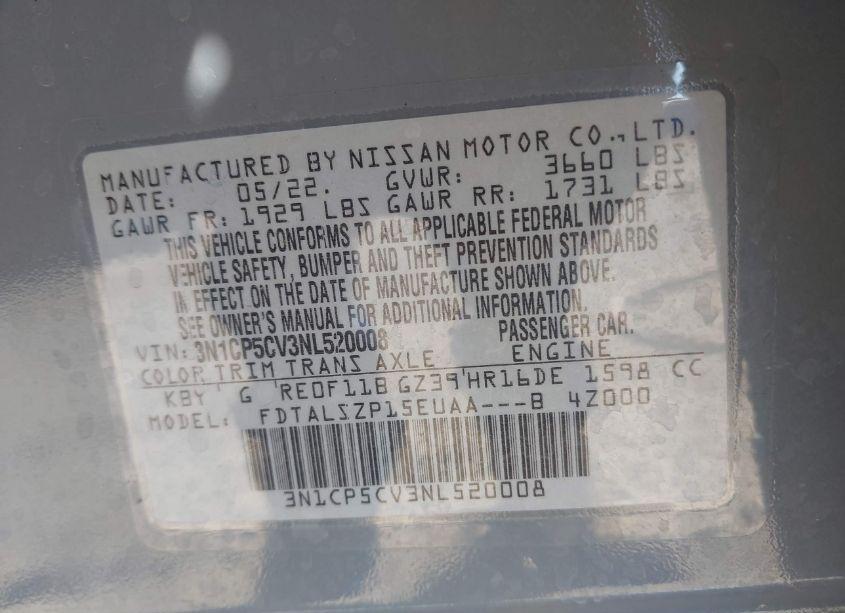 MANUFACTURED BY NISSAN MOTOR CO., LTD.
DATE: 05/22. GVWR: 3660 LBS
GAWR FR: 1929 LBS GAWR RR: 1731 LBS
THIS VEHICLE CONFORMS TO ALL APPLICABLE FEDERAL MOTOR
VEHICLE SAFETY, BUMPER AND THEFT PREVENTION STANDARDS
IN EFFECT ON THE DATE OF MANUFACTURE SHOWN ABOVE.
SEE OWNER'S MANUAL FOR ADDITIONAL INFORMATION.
VIN: 3N1CP5CV3NL520008 PASSENGER CAR.
COLOR TRIM TRANS AXLE ENGINE
KBY G RE0F11B GZ39 HR16DE 1598 CC
MODEL: FDTALSZP15EUAA---B 4Z000
3N1CP5CV3NL520008